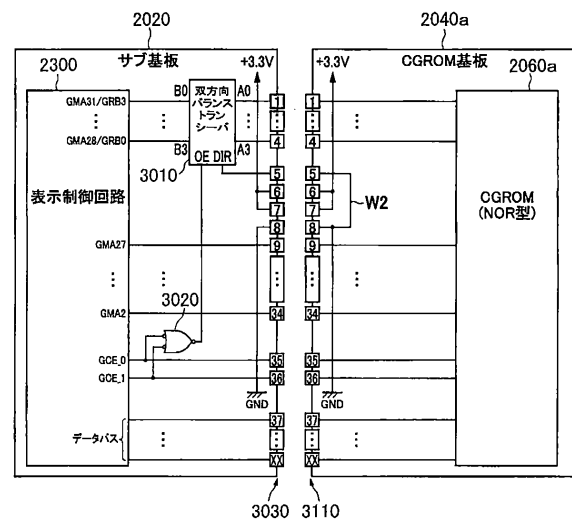 2020
2040a
サブ基板
CGROM基板
2300
+3.3V
+3.3V
2060a
GMA31/GRB3
B0
双方向
バランス
トラン
シーバ
A0
1
1
GMA28/GRB0
B3
A3
4
4
OE DIR
3010
5
5
表示制御回路
6
6
W2
7
7
CGROM
(NOR型)
8
8
GMA27
9
9
GMA2
34
34
3020
GCE_0
35
35
GCE_1
36
36
GND
GND
37
37
データバス
XX
XX
3030
3110